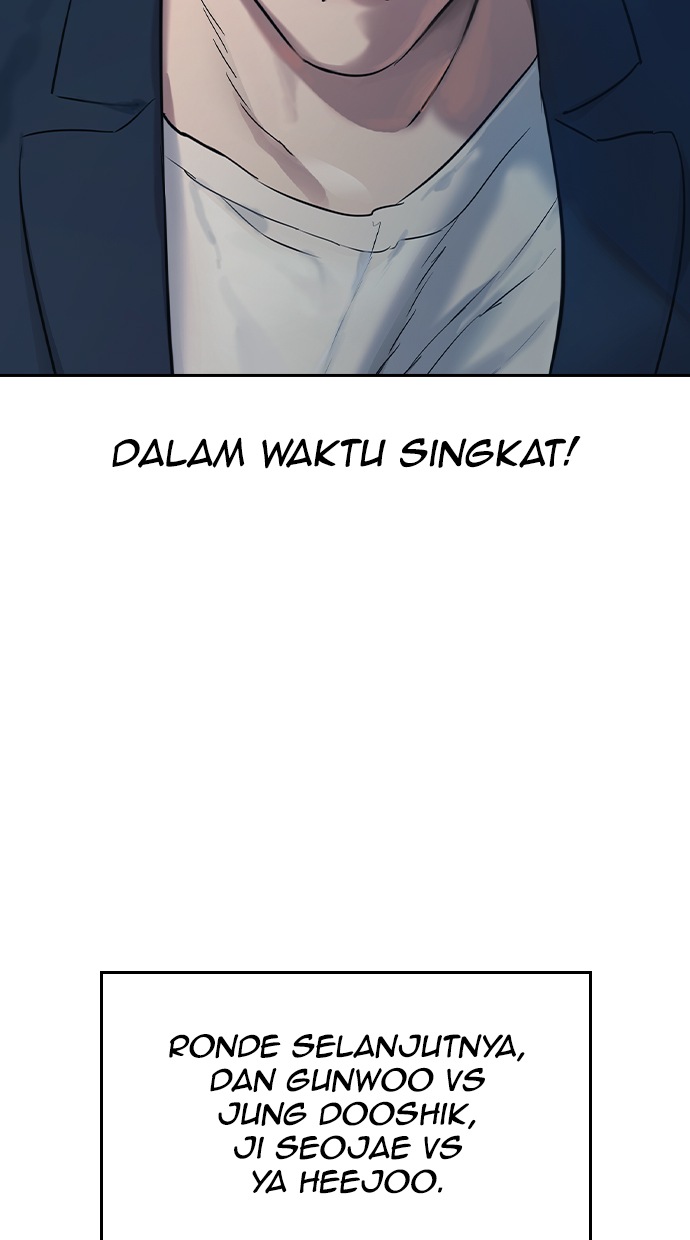 DALAM WAKTU SINGKAT!
RONDE SELANJUTNYA,
DAN GUNWOO VS
JUNG DOOSHIK,
JI SEOJAE VS
YA HEEJOO.